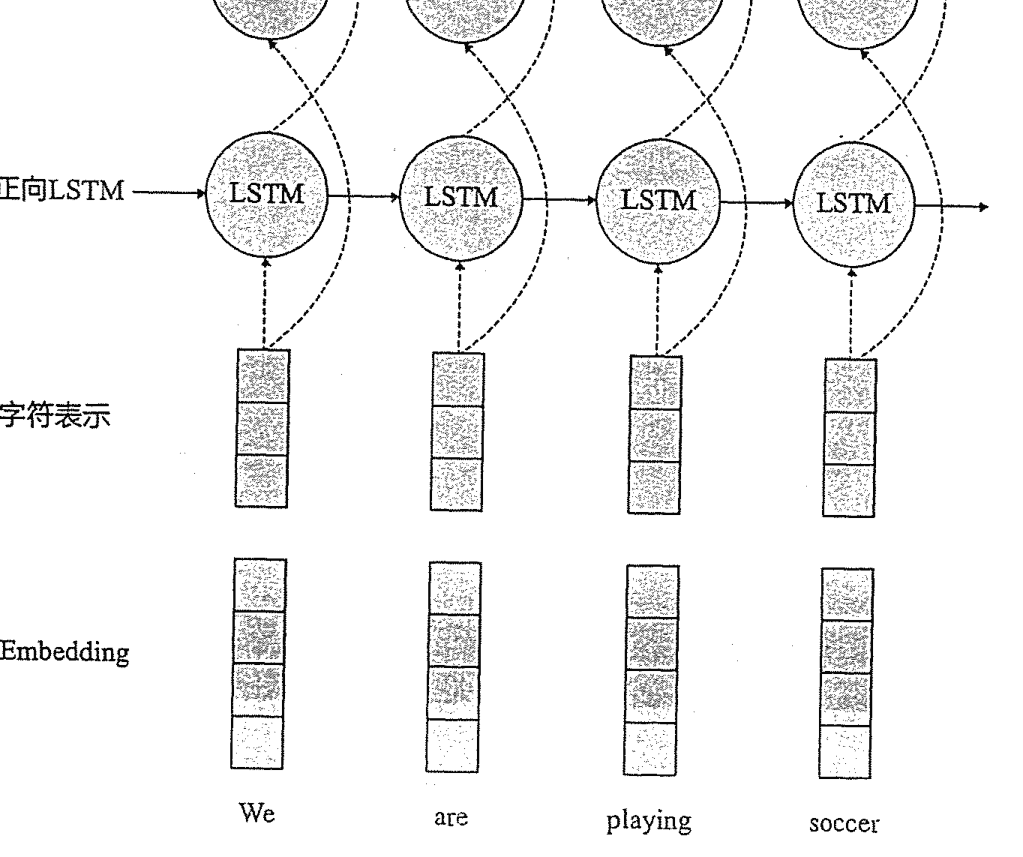 正向LSTM LSTM LSTM LSTM LSTM
字符表示
Embedding
We are playing soccer